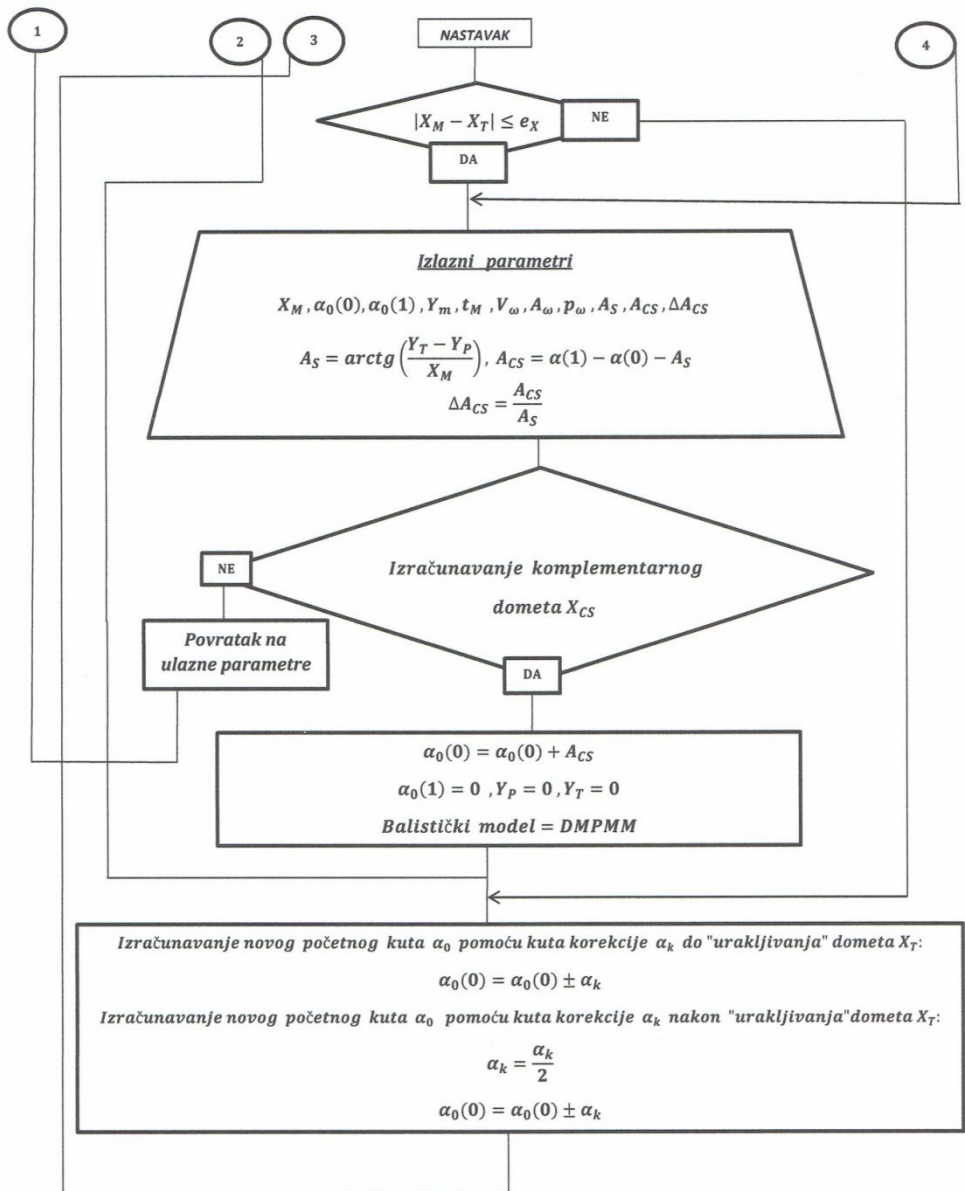 1
2
3
NASTAVAK
4
|X_M − X_T| ≤ e_X
NE
DA
Izlazni parametri
X_M , α_0(0), α_0(1) , Y_m , t_M , V_ω , A_ω , p_ω , A_S , A_CS , ΔA_CS
A_S = arctg((Y_T − Y_P)/X_M), A_CS = α(1) − α(0) − A_S
ΔA_CS = A_CS/A_S
NE
Izračunavanje komplementarnog
dometa X_CS
Povratak na
ulazne parametre
DA
α_0(0) = α_0(0) + A_CS
α_0(1) = 0 , Y_P = 0 , Y_T = 0
Balistički model = DMPMM
Izračunavanje novog početnog kuta α_0 pomoću kuta korekcije α_k do "urakljivanja" dometa X_T:
α_0(0) = α_0(0) ± α_k
Izračunavanje novog početnog kuta α_0 pomoću kuta korekcije α_k nakon "urakljivanja"dometa X_T:
α_k = α_k/2
α_0(0) = α_0(0) ± α_k